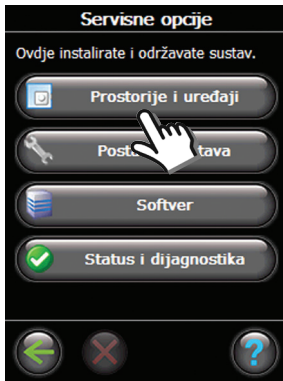 Servisne opcije
Ovdje instalirate i održavate sustav.
Prostorije i uređaji
Softver
Status i dijagnostika
?